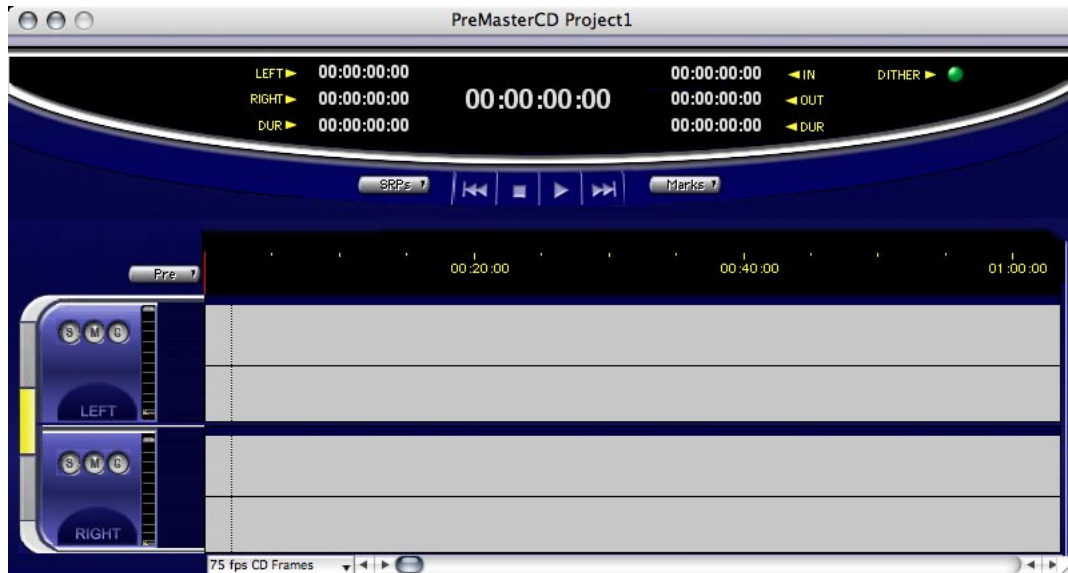 PreMasterCD Project1
LEFT► 00:00:00:00 00:00:00:00 ◄IN DITHER ►
RIGHT► 00:00:00:00 00:00:00:00 00:00:00:00 ◄OUT
DUR► 00:00:00:00 00:00:00:00 ◄DUR
SRPs Marks
Pre 00:20:00 00:40:00 01:00:00
S M G
LEFT
S M G
RIGHT
75 fps CD Frames